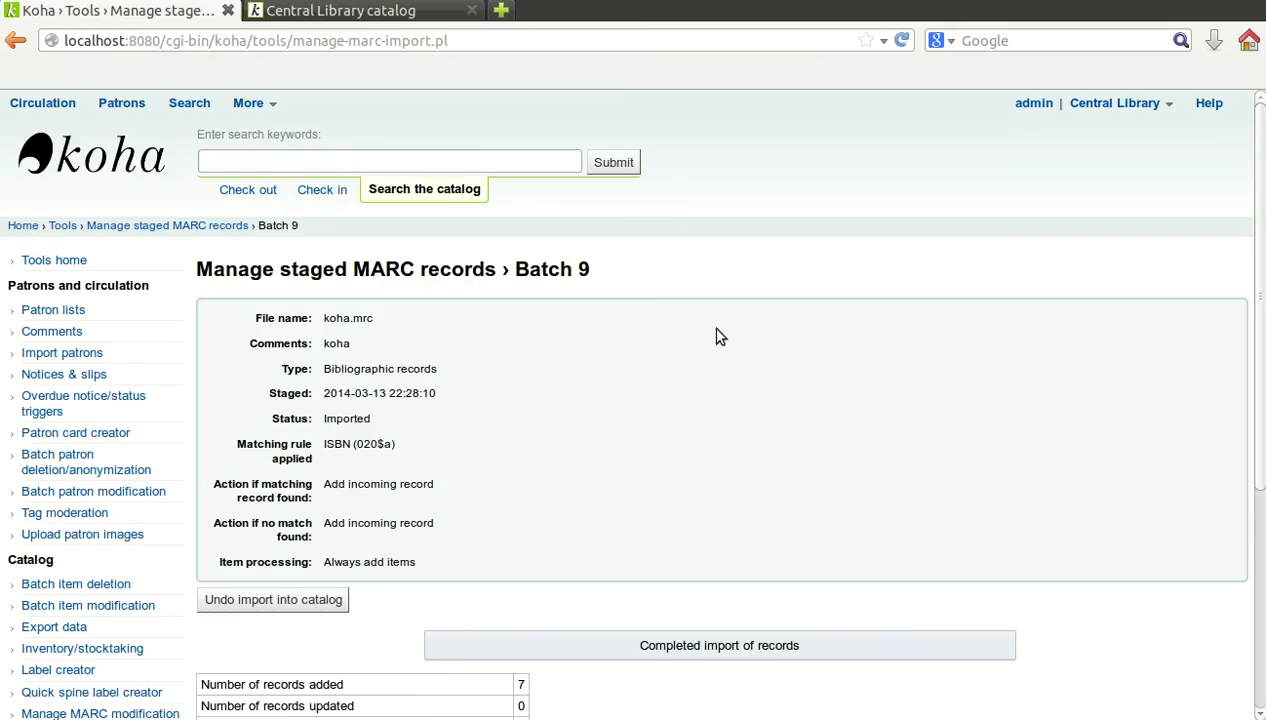 Koha › Tools › Manage stage...
Central Library catalog
localhost:8080/cgi-bin/koha/tools/manage-marc-import.pl
Google
Circulation Patrons Search More
admin | Central Library Help
koha
Enter search keywords:
Submit
Check out Check in Search the catalog
Home › Tools › Manage staged MARC records › Batch 9
Tools home
Patrons and circulation
Patron lists
Comments
Import patrons
Notices & slips
Overdue notice/status
triggers
Patron card creator
Batch patron
deletion/anonymization
Batch patron modification
Tag moderation
Upload patron images
Catalog
Batch item deletion
Batch item modification
Export data
Inventory/stocktaking
Label creator
Quick spine label creator
Manage MARC modification
Manage staged MARC records › Batch 9
File name: koha.mrc
Comments: koha
Type: Bibliographic records
Staged: 2014-03-13 22:28:10
Status: Imported
Matching rule
applied
ISBN (020$a)
Action if matching
record found:
Add incoming record
Action if no match
found:
Add incoming record
Item processing: Always add items
Undo import into catalog
Completed import of records
Number of records added 7
Number of records updated 0